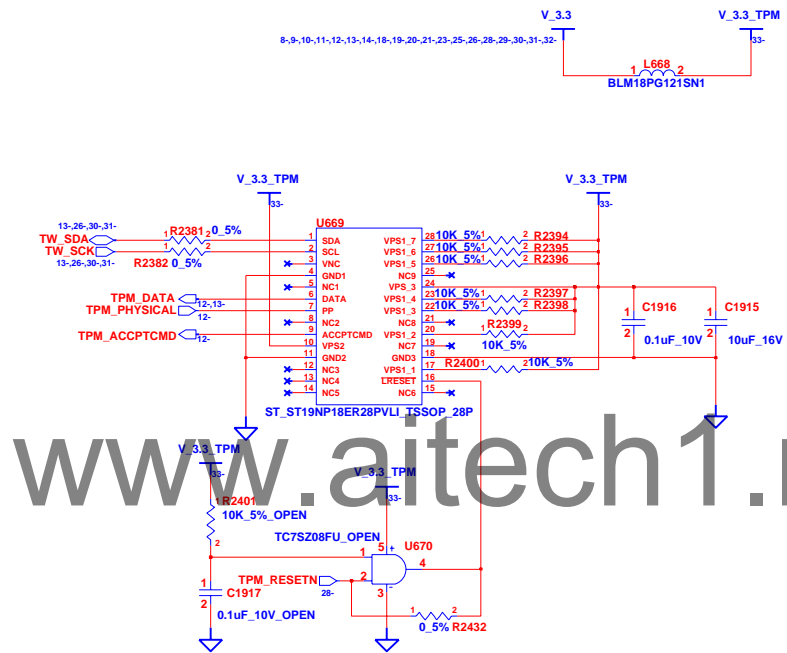 V_3.3
V_3.3_TPM
8-,9-,10-,11-,12-,13-,14-,18-,19-,20-,21-,23-,25-,26-,28-,29-,30-,31-,32-
33-
1 L668 2
BLM18PG121SN1
V_3.3_TPM
33-
V_3.3_TPM
33-
U669
13-,26-,30-,31-
TW_SDA
1 R2381 2 0_5%
TW_SCK
1 2
13-,26-,30-,31-
R2382 0_5%
TPM_DATA
12-,13-
TPM_PHYSICAL
12-
TPM_ACCPTCMD
12-
1 SDA
2 SCL
3 VNC
4 GND1
5 NC1
6 DATA
7 PP
8 NC2
9 ACCPTCMD
10 VPS2
11 GND2
12 NC3
13 NC4
14 NC5
VPS1_7 28 10K_5% 1 2 R2394
VPS1_6 27 10K_5% 1 2 R2395
VPS1_5 26 10K_5% 1 2 R2396
NC9 25
VPS_3 24
VPS1_4 23 10K_5% 1 2 R2397
VPS1_3 22 10K_5% 1 2 R2398
NC8 21
VPS1_2 20 1 R2399 2
10K_5%
NC7 19
GND3 18
VPS1_1 17 R2400 1 2 10K_5%
LRESET 16
NC6 15
1 C1916
2
0.1uF_10V
1 C1915
2
10uF_16V
ST_ST19NP18ER28PVLI_TSSOP_28P
www.aitech1.
V_3.3_TPM
33-
V_3.3_TPM
33-
1 R2401
10K_5%_OPEN
2
TC7SZ08FU_OPEN
U670
1
5 +
4
2
3 -
TPM_RESETN
28-
1
C1917
2
0.1uF_10V_OPEN
1 2
0_5% R2432